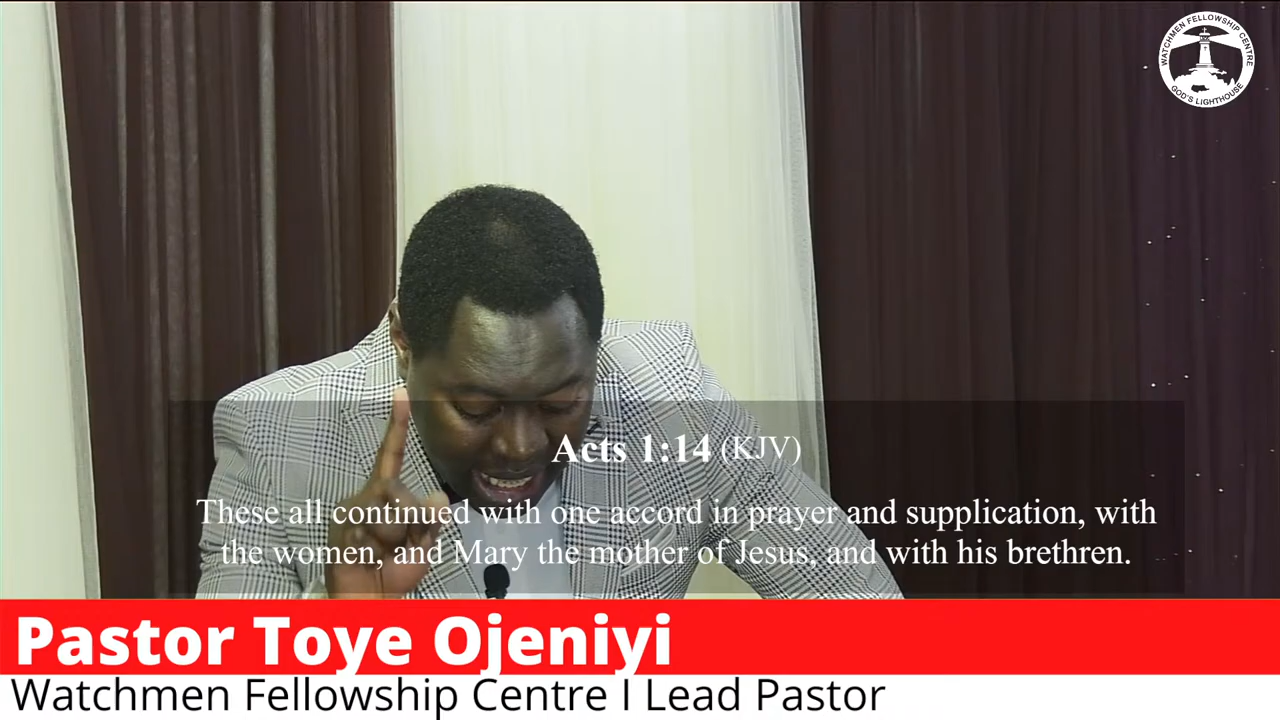 WATCHMEN FELLOWSHIP CENTRE
GOD'S LIGHTHOUSE
Acts 1:14 (KJV)
These all continued with one accord in prayer and supplication, with
the women, and Mary the mother of Jesus, and with his brethren.
Pastor Toye Ojeniyi
Watchmen Fellowship Centre I Lead Pastor